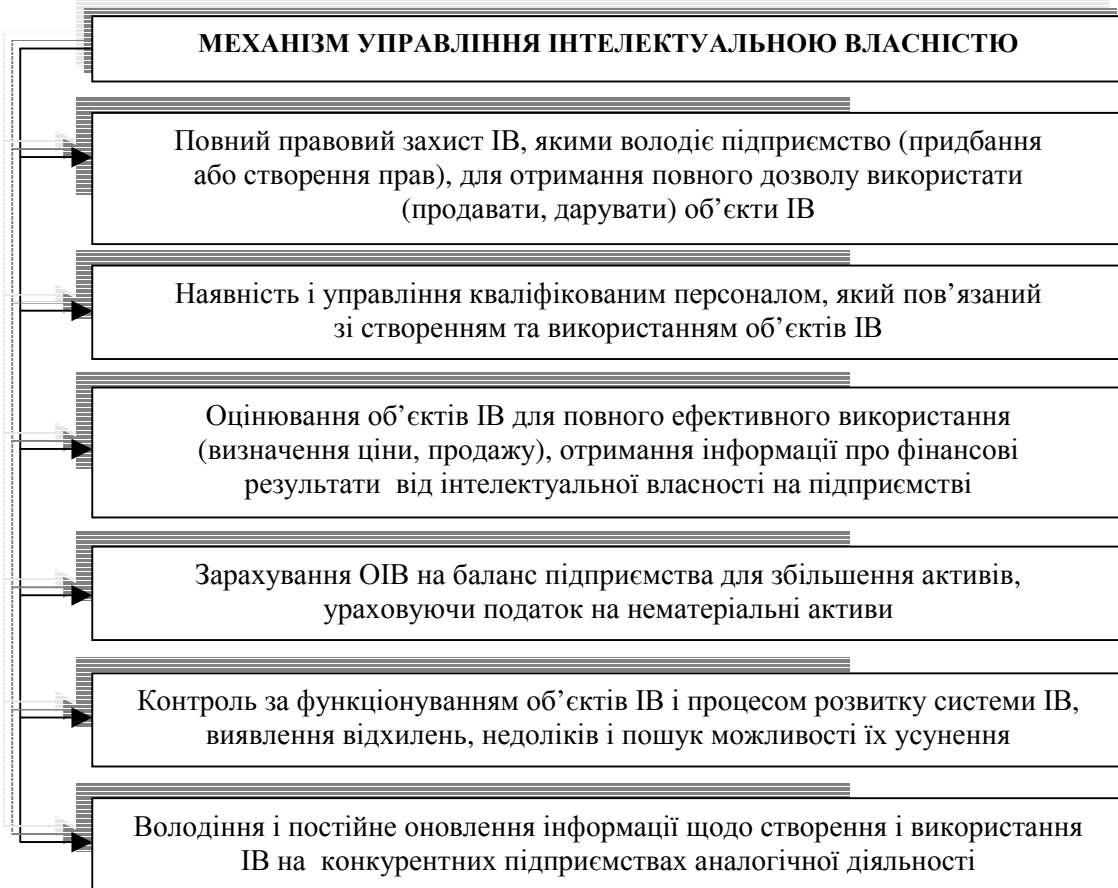 МЕХАНІЗМ УПРАВЛІННЯ ІНТЕЛЕКТУАЛЬНОЮ ВЛАСНІСТЮ
Повний правовий захист ІВ, якими володіє підприємство (придбання
або створення прав), для отримання повного дозволу використати
(продавати, дарувати) об’єкти ІВ
Наявність і управління кваліфікованим персоналом, який пов’язаний
зі створенням та використанням об’єктів ІВ
Оцінювання об’єктів ІВ для повного ефективного використання
(визначення ціни, продажу), отримання інформації про фінансові
результати від інтелектуальної власності на підприємстві
Зарахування ОІВ на баланс підприємства для збільшення активів,
ураховуючи податок на нематеріальні активи
Контроль за функціонуванням об’єктів ІВ і процесом розвитку системи ІВ,
виявлення відхилень, недоліків і пошук можливості їх усунення
Володіння і постійне оновлення інформації щодо створення і використання
ІВ на конкурентних підприємствах аналогічної діяльності